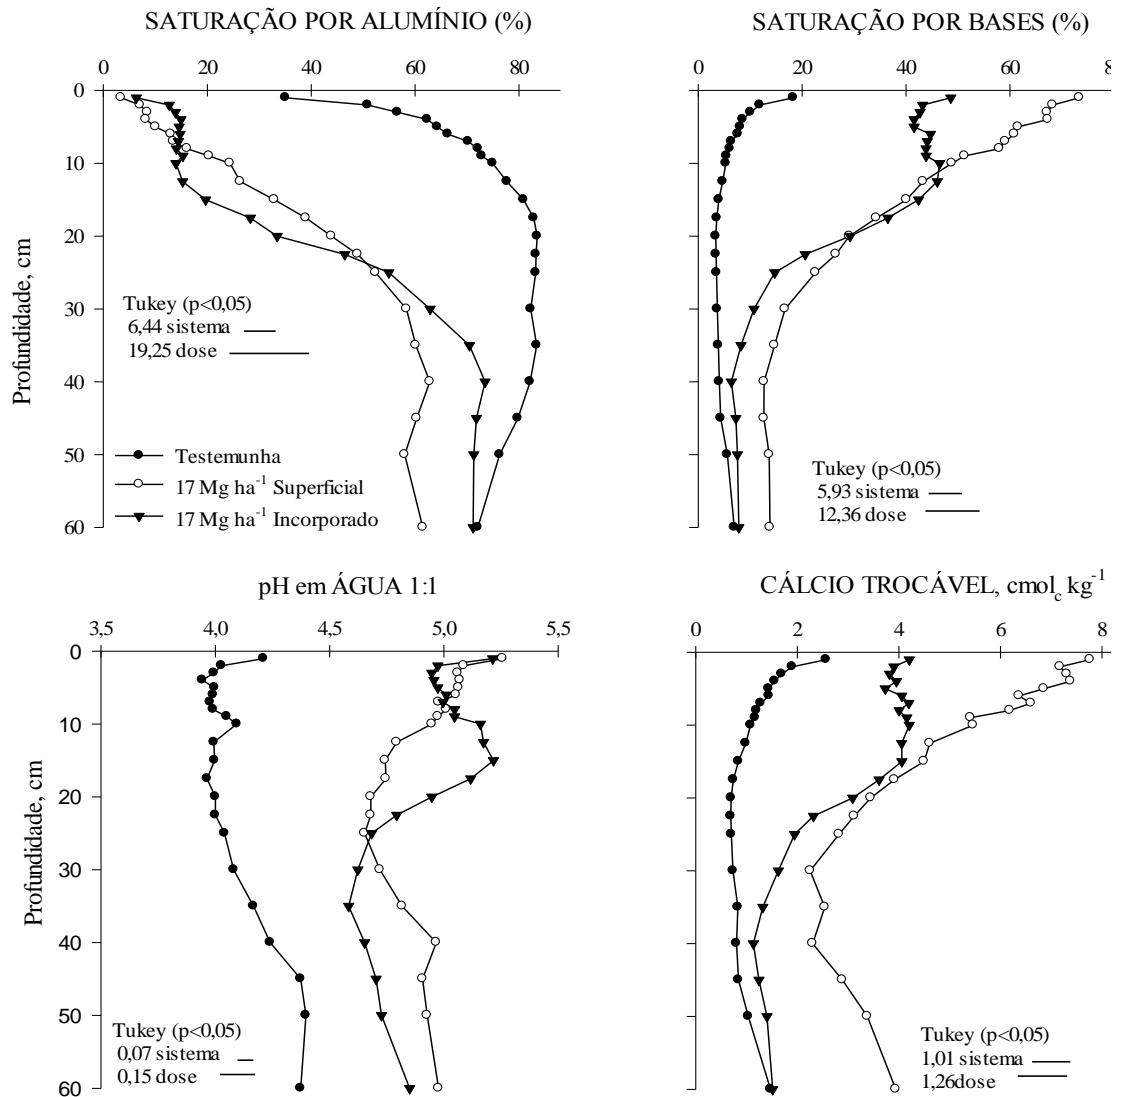 SATURAÇÃO POR ALUMÍNIO (%)
0 20 40 60 80
0
10
20
30
40
50
60
Profundidade, cm
Tukey (p<0,05)
6,44 sistema
19,25 dose
Testemunha
17 Mg ha⁻¹ Superficial
17 Mg ha⁻¹ Incorporado
SATURAÇÃO POR BASES (%)
0 20 40 60 8
Tukey (p<0,05)
5,93 sistema
12,36 dose
pH em ÁGUA 1:1
3,5 4,0 4,5 5,0 5,5
0
10
20
30
40
50
60
Profundidade, cm
Tukey (p<0,05)
0,07 sistema
0,15 dose
CÁLCIO TROCÁVEL, cmol_c kg⁻¹
0 2 4 6 8
Tukey (p<0,05)
1,01 sistema
1,26dose